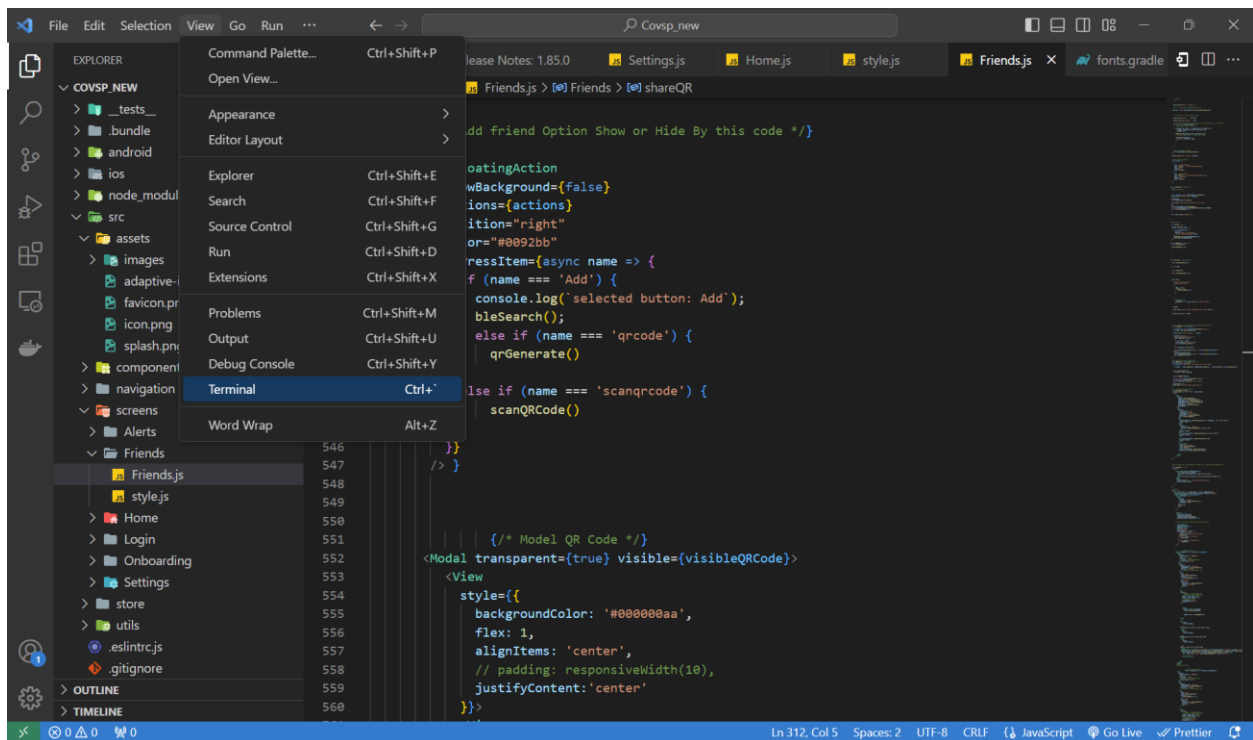 File Edit Selection View Go Run ··· Covsp_new
EXPLORER
COVSP_NEW
__tests__
.bundle
android
ios
node_modul
src
assets
images
adaptive-i
favicon.pr
icon.png
splash.png
component
navigation
screens
Alerts
Friends
Friends.js
style.js
Home
Login
Onboarding
Settings
store
utils
.eslintrc.js
.gitignore
OUTLINE
TIMELINE
Command Palette... Ctrl+Shift+P
Open View...
Appearance
Editor Layout
Explorer Ctrl+Shift+E
Search Ctrl+Shift+F
Source Control Ctrl+Shift+G
Run Ctrl+Shift+D
Extensions Ctrl+Shift+X
Problems Ctrl+Shift+M
Output Ctrl+Shift+U
Debug Console Ctrl+Shift+Y
Terminal Ctrl+`
Word Wrap Alt+Z
lease Notes: 1.85.0 JS Settings.js JS Home.js JS style.js JS Friends.js fonts.gradle
JS Friends.js > Friends > shareQR
dd friend Option Show or Hide By this code */}
oatingAction
wBackground={false}
ions={actions}
ition="right"
or="#0092bb"
ressItem={async name => {
f (name === 'Add') {
console.log(`selected button: Add`);
bleSearch();
else if (name === 'qrcode') {
qrGenerate()
lse if (name === 'scanqrcode') {
scanQRCode()
546 }}
547 /> }
548
549
550
551 {/* Model QR Code */}
552 <Modal transparent={true} visible={visibleQRCode}>
553 <View
554 style={{
555 backgroundColor: '#000000aa',
556 flex: 1,
557 alignItems: 'center',
558 // padding: responsiveWidth(10),
559 justifyContent:'center'
560 }}>
1
0 0 0 Ln 312, Col 5 Spaces: 2 UTF-8 CRLF {} JavaScript Go Live Prettier